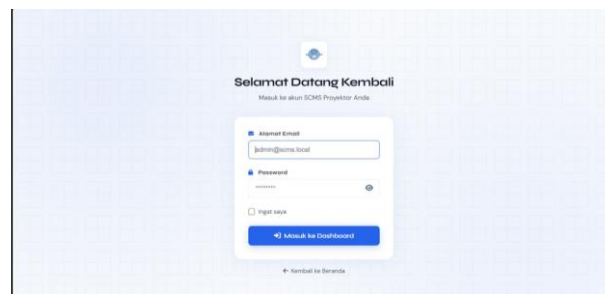 Selamat Datang Kembali
Masuk ke akun SCMS Proyektor Anda
Alamat Email
admin@scms.local
Password
••••••••
Ingat saya
Masuk ke Dashboard
← Kembali ke Beranda